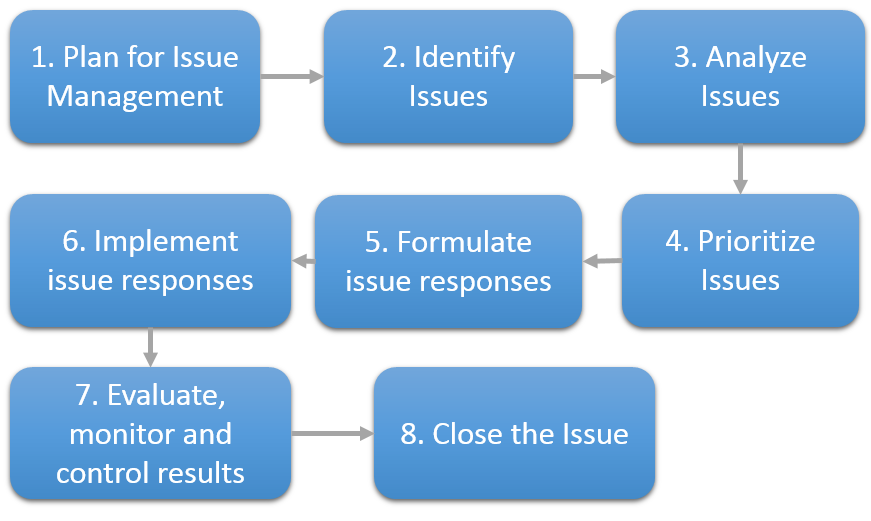 1. Plan for Issue
Management
2. Identify
Issues
3. Analyze
Issues
4. Prioritize
Issues
5. Formulate
issue responses
6. Implement
issue responses
7. Evaluate,
monitor and
control results
8. Close the Issue